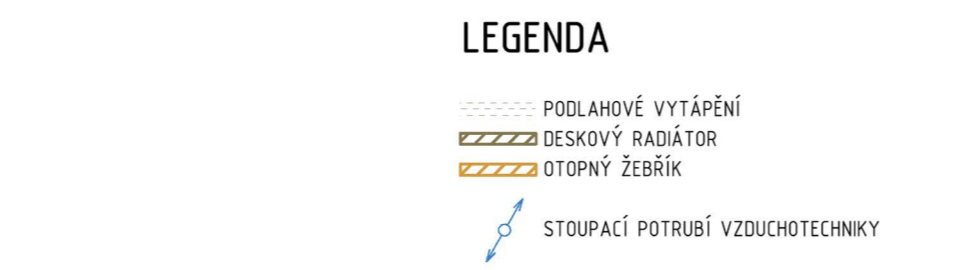 LEGENDA
PODLAHOVÉ VYTÁPĚNÍ
DESKOVÝ RADIÁTOR
OTOPNÝ ŽEBŘÍK
STOUPACÍ POTRUBÍ VZDUCHOTECHNIKY